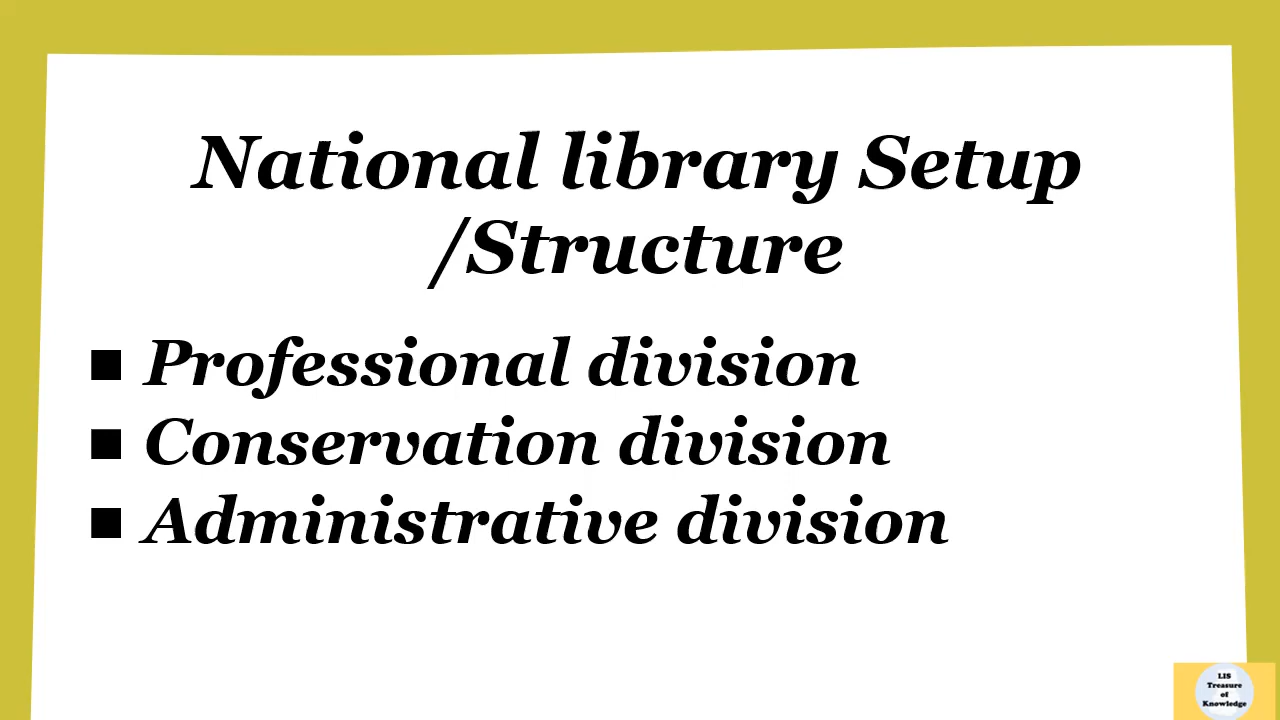 National library Setup
/Structure
■ Professional division
■ Conservation division
■ Administrative division
LIS
Treasure
of
Knowledge